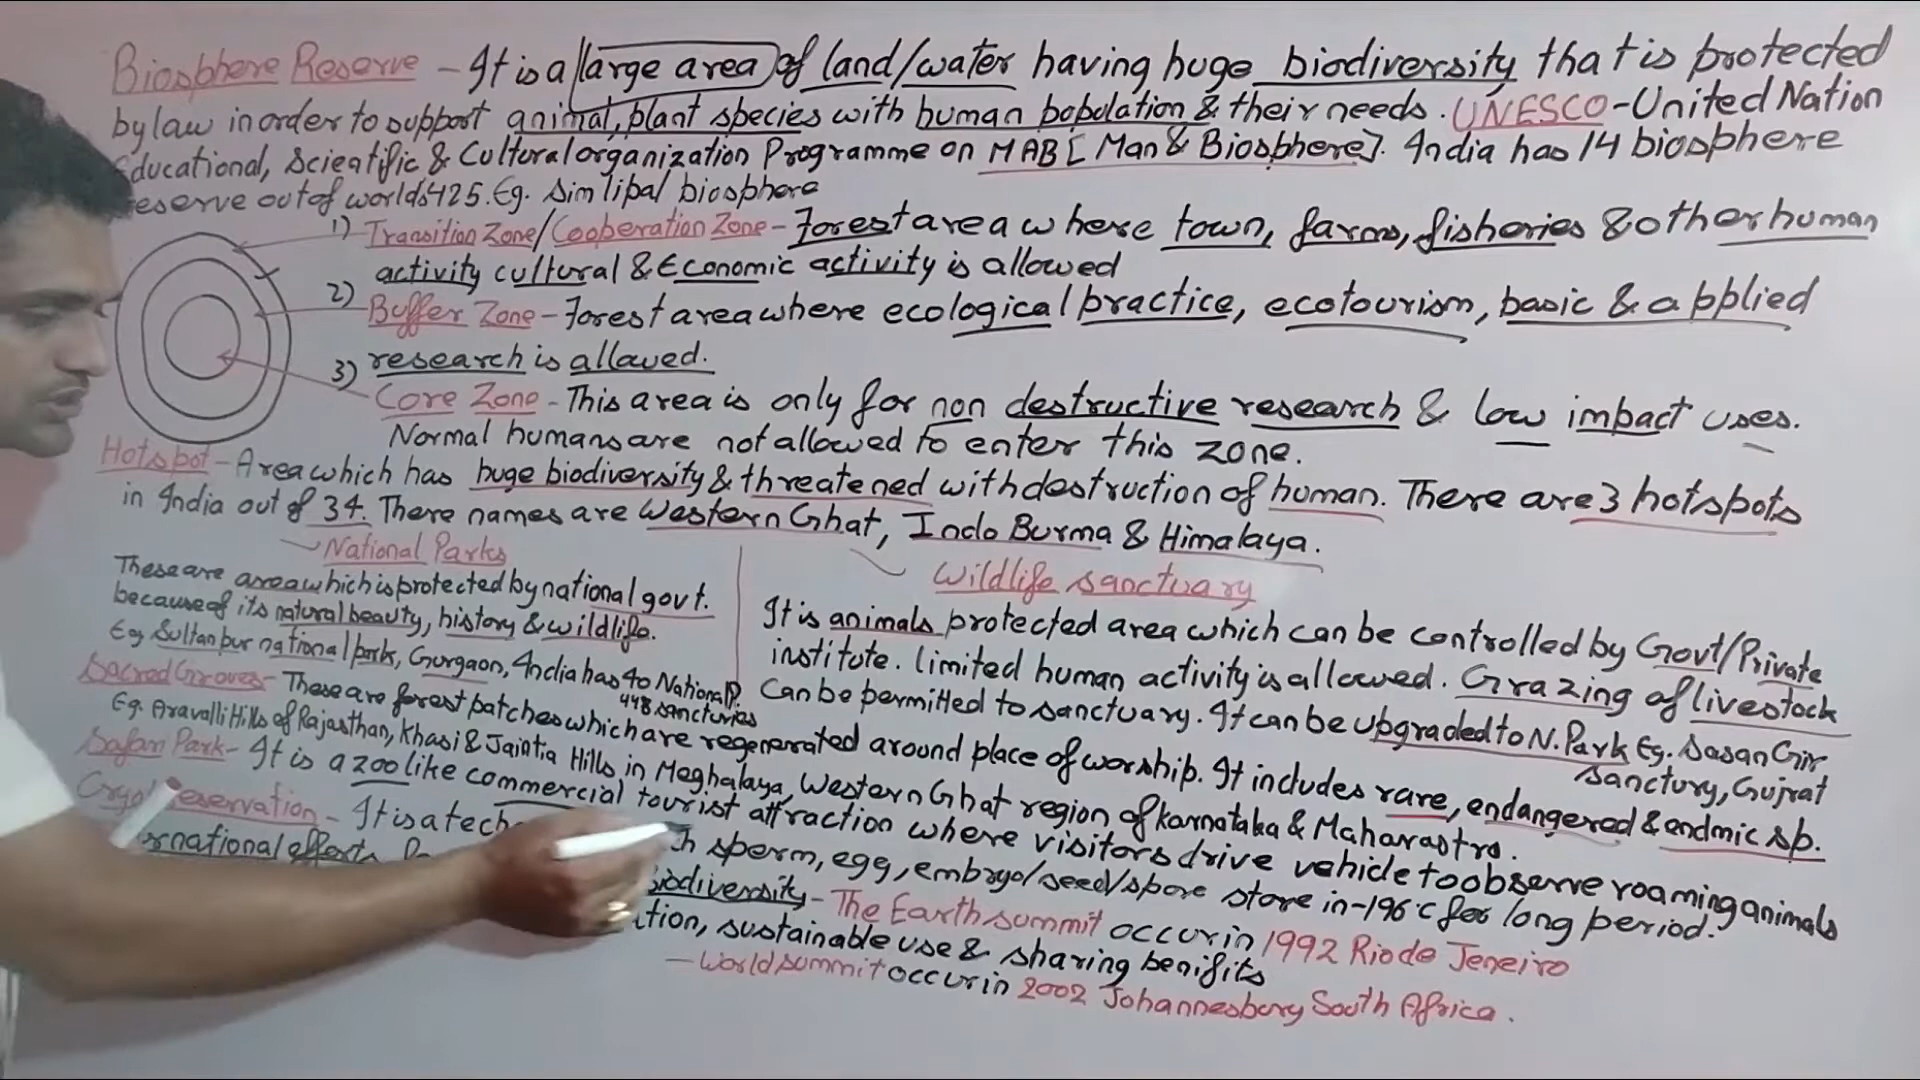 Biosphere Reserve - It is a large area of land/water having huge biodiversity that is protected
by law in order to support animal, plant species with human population & their needs. UNESCO - United Nation
Educational, Scientific & Cultural organization Programme on MAB [Man & Biosphere]. India has 14 biosphere
reserve out of worlds 425. Eg. Simlipal biosphere
1) Transition Zone/Cooperation Zone - Forest area where town, farms, fisheries & other human
activity cultural & Economic activity is allowed
2) Buffer Zone - Forest area where ecological practice, ecotourism, basic & applied
research is allowed.
3) Core Zone - This area is only for non destructive research & low impact uses.
Normal humans are not allowed to enter this zone.
Hotspot - Area which has huge biodiversity & threatened with destruction of human. There are 3 hotspots
in India out of 34. There names are Western Ghat, Indo Burma & Himalaya.
National Parks
These are area which is protected by national govt.
because of its natural beauty, history & wildlife.
Eg Sultanpur national park, Gurgaon, India has 40 National P.
448 sancturies
Wildlife sanctuary
It is animals protected area which can be controlled by Govt/Private
institute. limited human activity is allowed. Grazing of livestock
Can be permitted to sanctuary. It can be upgraded to N. Park Eg. Sasan Gir
Sanctury, Gujrat
Sacred Groves - These are forest patches which are regenerated around place of worship. It includes rare, endangered & endmic sp.
Eg. Aravalli Hills of Rajasthan, Khasi & Jaintia Hills in Meghalaya, Western Ghat region of Karnataka & Maharastra.
Safari Park - It is a zoo like commercial tourist attraction where visitors drive vehicle to observe roaming animals
Cryo reservation - It is a tech sperm, egg, embryo/seed/spore store in -196°C for long period.
national efforts biodiversity - The Earth summit occur in 1992 Rio de Jeneiro
tion, sustainable use & sharing benifits
- World summit occur in 2002 Johannesburg South Africa.